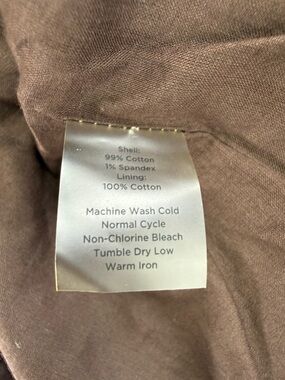 Shell:
99% Cotton
1% Spandex
Lining:
100% Cotton
Machine Wash Cold
Normal Cycle
Non-Chlorine Bleach
Tumble Dry Low
Warm Iron